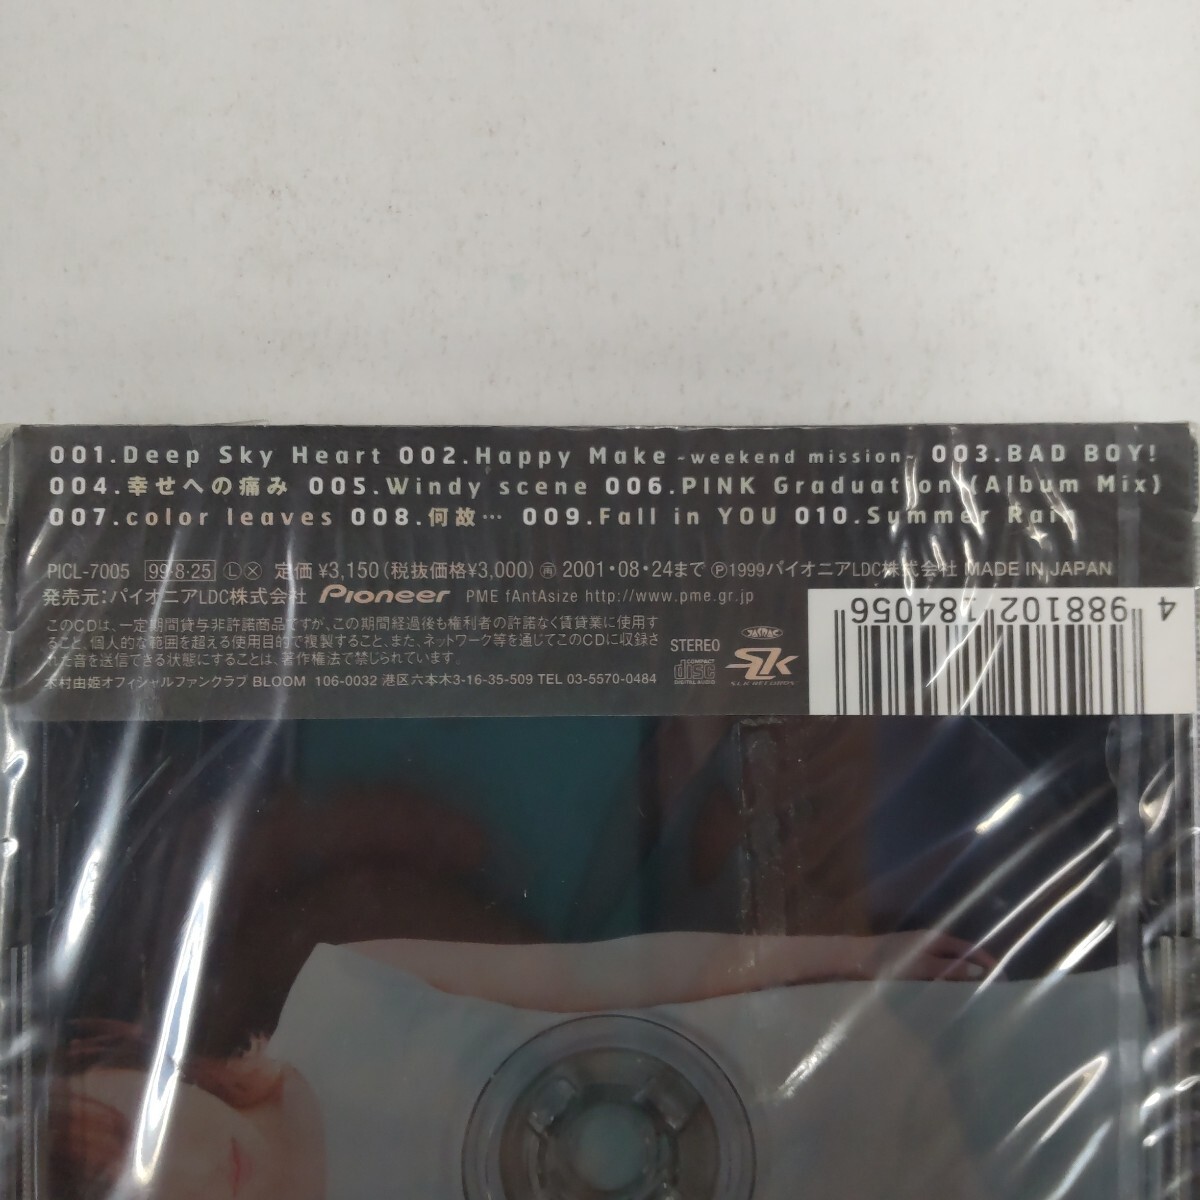 001.Deep Sky Heart 002.Happy Make ~weekend mission~ 003.BAD BOY!
004.幸せへの痛み 005.Windy scene 006.PINK Graduation (Album Mix)
007.color leaves 008.何故… 009.Fall in YOU 010.Summer Rain
PICL-7005 99・8・25 Ⓛ Ⓧ 定価 ¥3,150(税抜価格¥3,000) 再 2001・08・24まで Ⓟ1999パイオニアLDC株式会社 MADE IN JAPAN
発売元:パイオニアLDC株式会社 Pioneer PME fAntAsize http://www.pme.gr.jp
このCDは、一定期間貸与非許諾商品ですが、この期間経過後も権利者の許諾なく賃貸業に使用す
ること、個人的な範囲を超える使用目的で複製すること、また、ネットワーク等を通じてこのCDに収録さ
れた音を送信できる状態にすることは、著作権法で禁じられています。
木村由姫オフィシャルファンクラブ BLOOM 106-0032 港区六本木3-16-35-509 TEL 03-5570-0484
STEREO
JASRAC
COMPACT
disc
DIGITAL AUDIO
SLK
SLK RECORDS
4 988102 184056